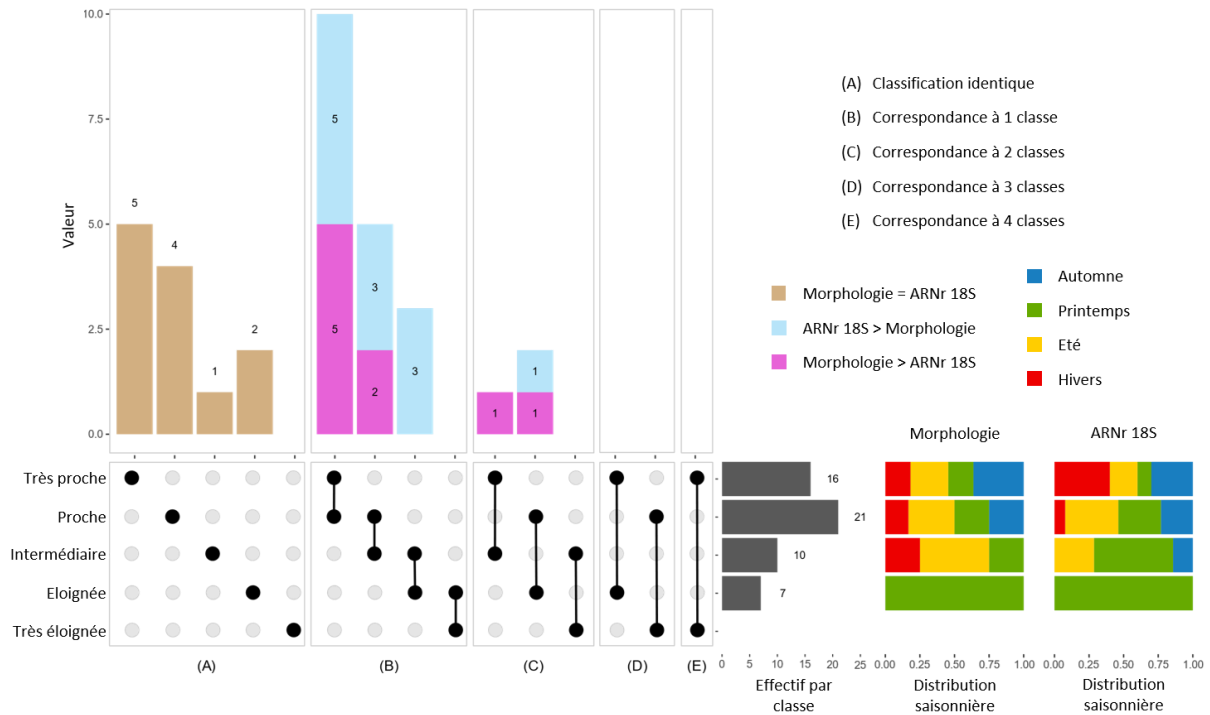 10.0
7.5
5.0
2.5
0.0
Valeur
5
4
1
2
5
5
3
2
3
1
1
1
(A) Classification identique
(B) Correspondance à 1 classe
(C) Correspondance à 2 classes
(D) Correspondance à 3 classes
(E) Correspondance à 4 classes
Morphologie = ARNr 18S
ARNr 18S > Morphologie
Morphologie > ARNr 18S
Automne
Printemps
Eté
Hivers
Morphologie
ARNr 18S
Très proche
Proche
Intermédiaire
Eloignée
Très éloignée
16
21
10
7
(A) (B) (C) (D) (E)
0 5 10 15 20 25
0.00 0.25 0.50 0.75 1.00
0.00 0.25 0.50 0.75 1.00
Effectif par
classe
Distribution
saisonnière
Distribution
saisonnière